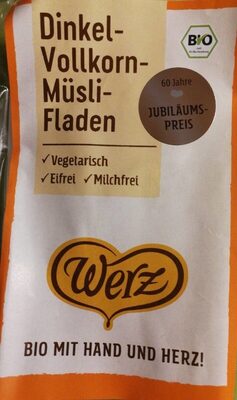 Dinkel-
Vollkorn-
Müsli-
Fladen
✓Vegetarisch
✓Eifrei ✓Milchfrei
BIO
60 Jahre
JUBILÄUMS-
PREIS
Werz
BIO MIT HAND UND HERZ!